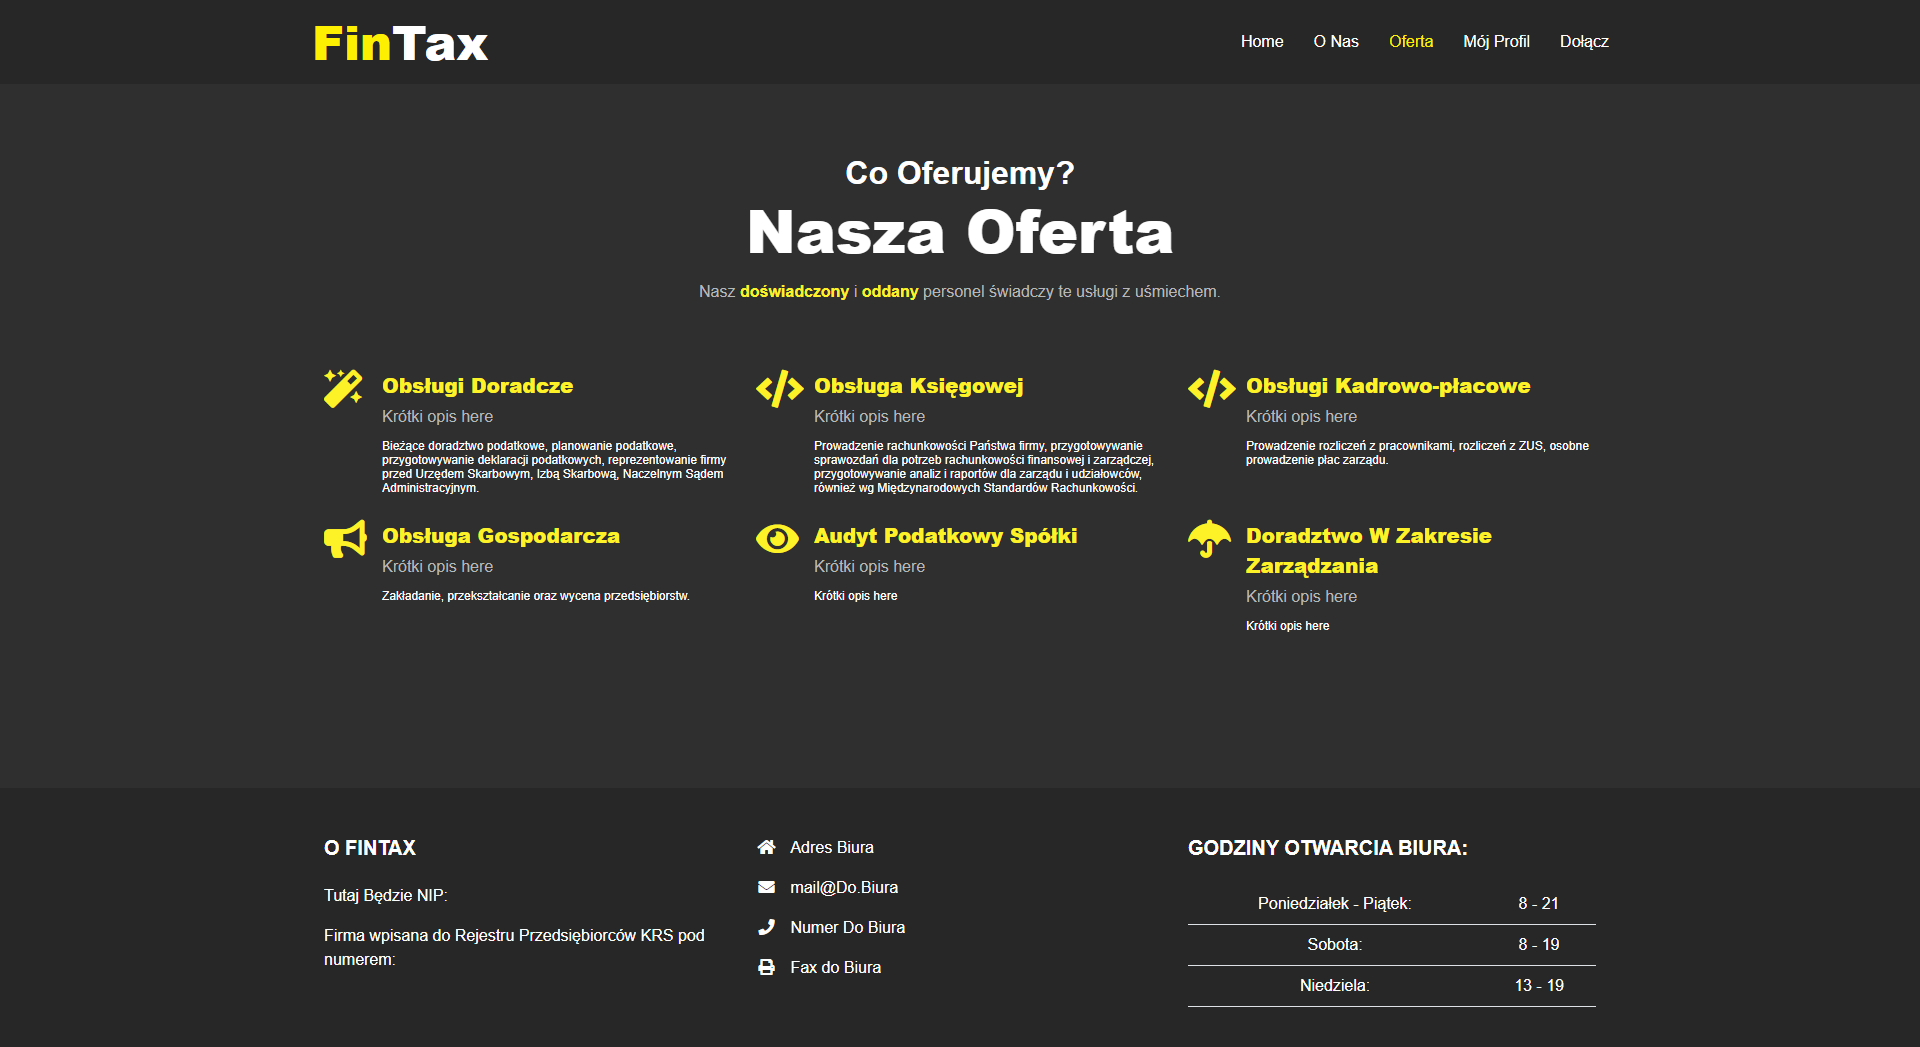 FinTax
Home
O Nas
Oferta
Mój Profil
Dołącz
Co Oferujemy?
Nasza Oferta
Nasz doświadczony i oddany personel świadczy te usługi z uśmiechem.
Obsługi Doradcze
Krótki opis here
Bieżące doradztwo podatkowe, planowanie podatkowe,
przygotowywanie deklaracji podatkowych, reprezentowanie firmy
przed Urzędem Skarbowym, Izbą Skarbową, Naczelnym Sądem
Administracyjnym.
Obsługa Księgowej
Krótki opis here
Prowadzenie rachunkowości Państwa firmy, przygotowywanie
sprawozdań dla potrzeb rachunkowości finansowej i zarządczej,
przygotowywanie analiz i raportów dla zarządu i udziałowców,
również wg Międzynarodowych Standardów Rachunkowości.
Obsługi Kadrowo-płacowe
Krótki opis here
Prowadzenie rozliczeń z pracownikami, rozliczeń z ZUS, osobne
prowadzenie płac zarządu.
Obsługa Gospodarcza
Krótki opis here
Zakładanie, przekształcanie oraz wycena przedsiębiorstw.
Audyt Podatkowy Spółki
Krótki opis here
Krótki opis here
Doradztwo W Zakresie
Zarządzania
Krótki opis here
Krótki opis here
O FINTAX
Tutaj Będzie NIP:
Firma wpisana do Rejestru Przedsiębiorców KRS pod
numerem:
Adres Biura
mail@Do.Biura
Numer Do Biura
Fax do Biura
GODZINY OTWARCIA BIURA:
Poniedziałek - Piątek: 8 - 21
Sobota: 8 - 19
Niedziela: 13 - 19